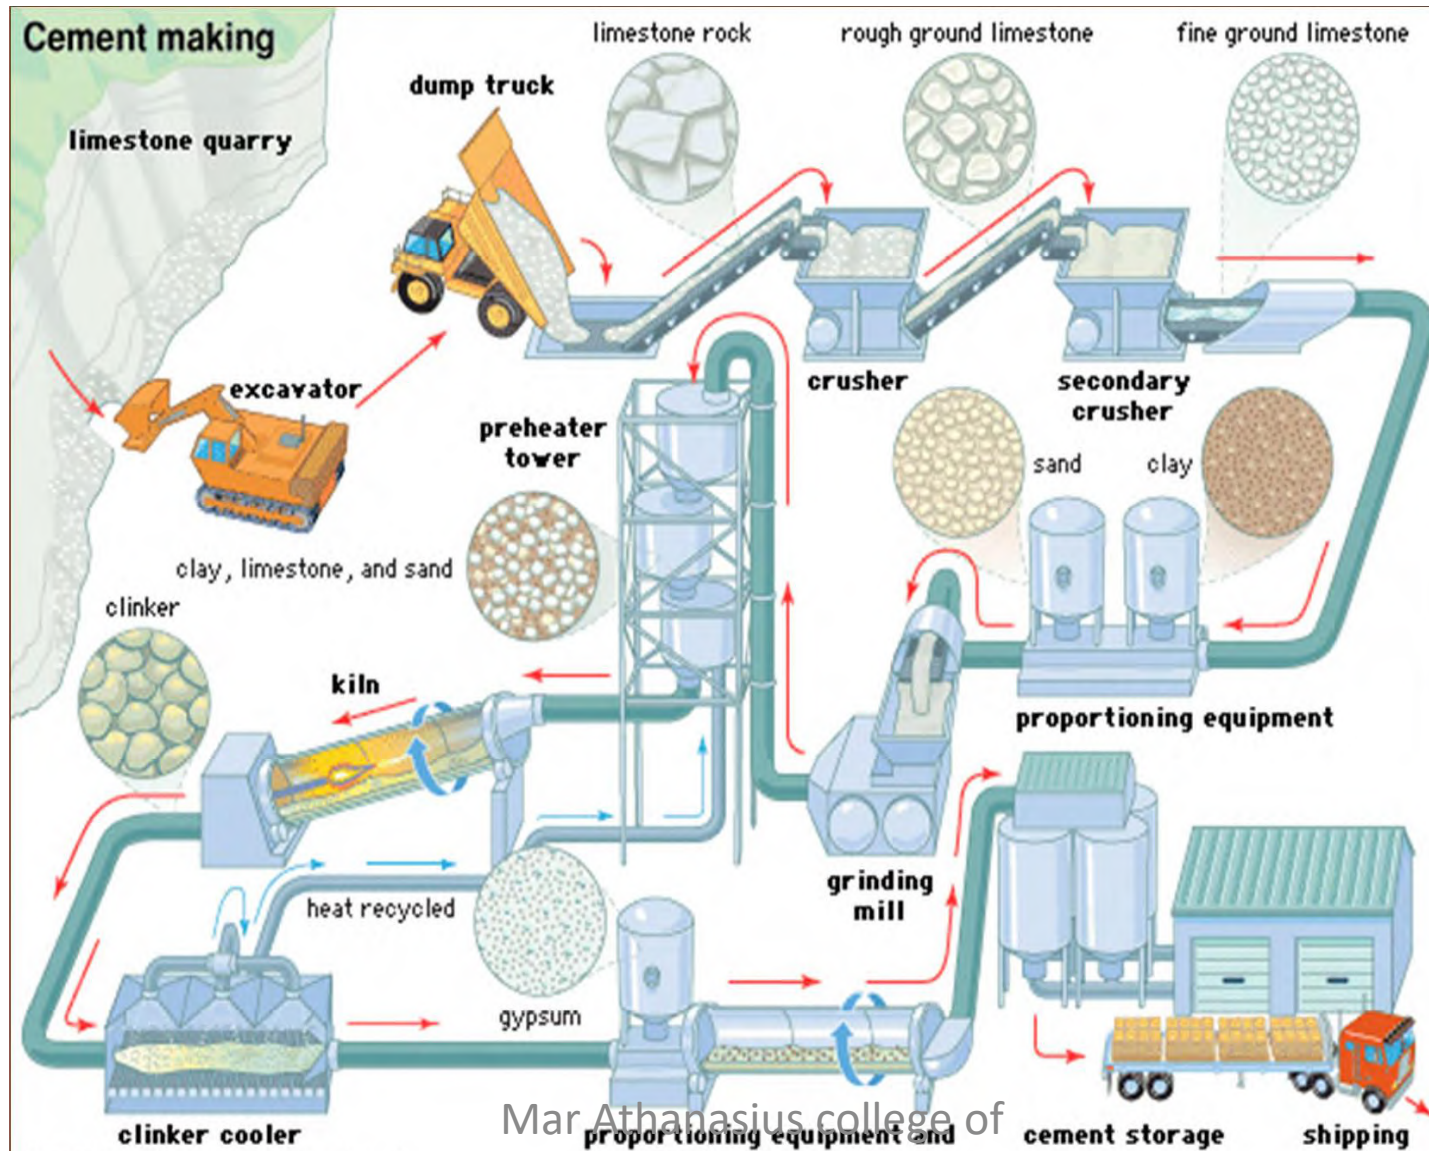 Cement making
limestone quarry
dump truck
limestone rock
rough ground limestone
fine ground limestone
excavator
crusher
secondary
crusher
preheater
tower
sand
clay
clay, limestone, and sand
clinker
kiln
proportioning equipment
grinding
mill
heat recycled
gypsum
clinker cooler
proportioning equipment and
Mar Athanasius college of
cement storage
shipping